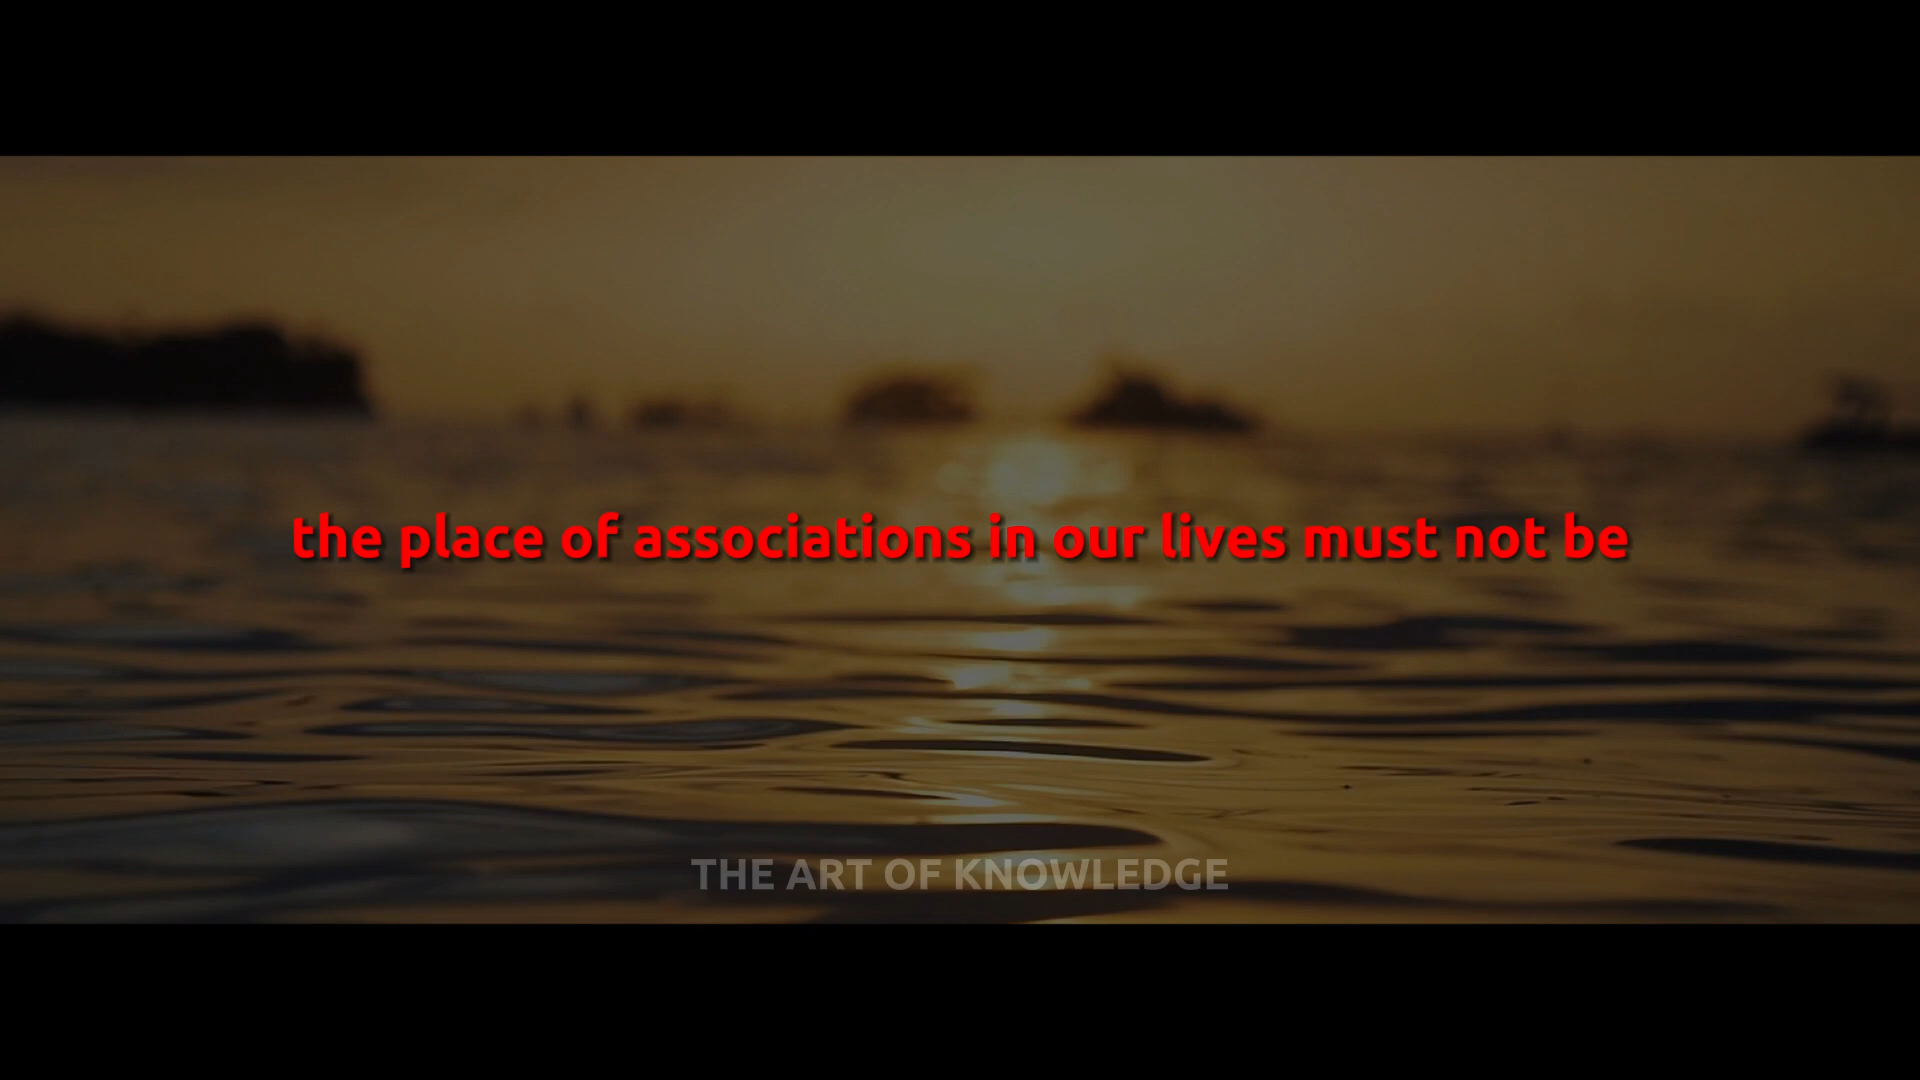 the place of associations in our lives must not be
THE ART OF KNOWLEDGE